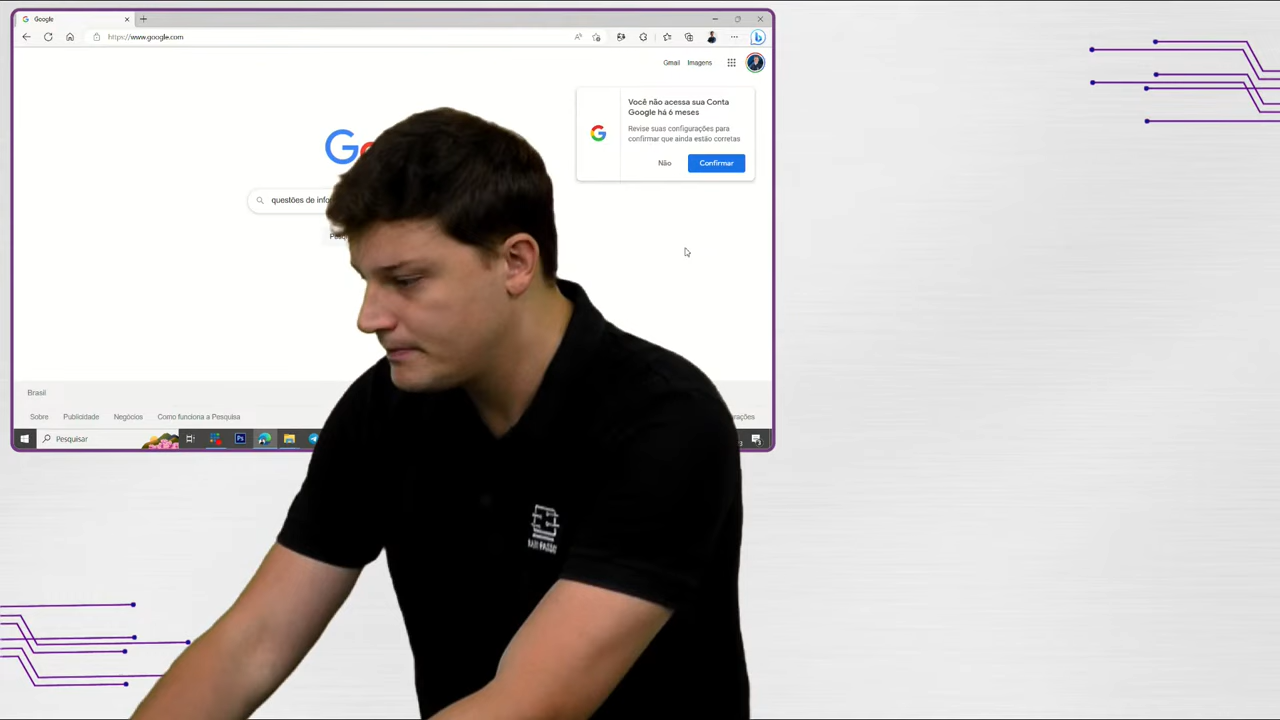 Google
https://www.google.com
Gmail Imagens
Você não acessa sua Conta
Google há 6 meses
Revise suas configurações para
confirmar que ainda estão corretas
Não Confirmar
questões de
Brasil
Sobre Publicidade Negócios Como funciona a Pesquisa
Pesquisar